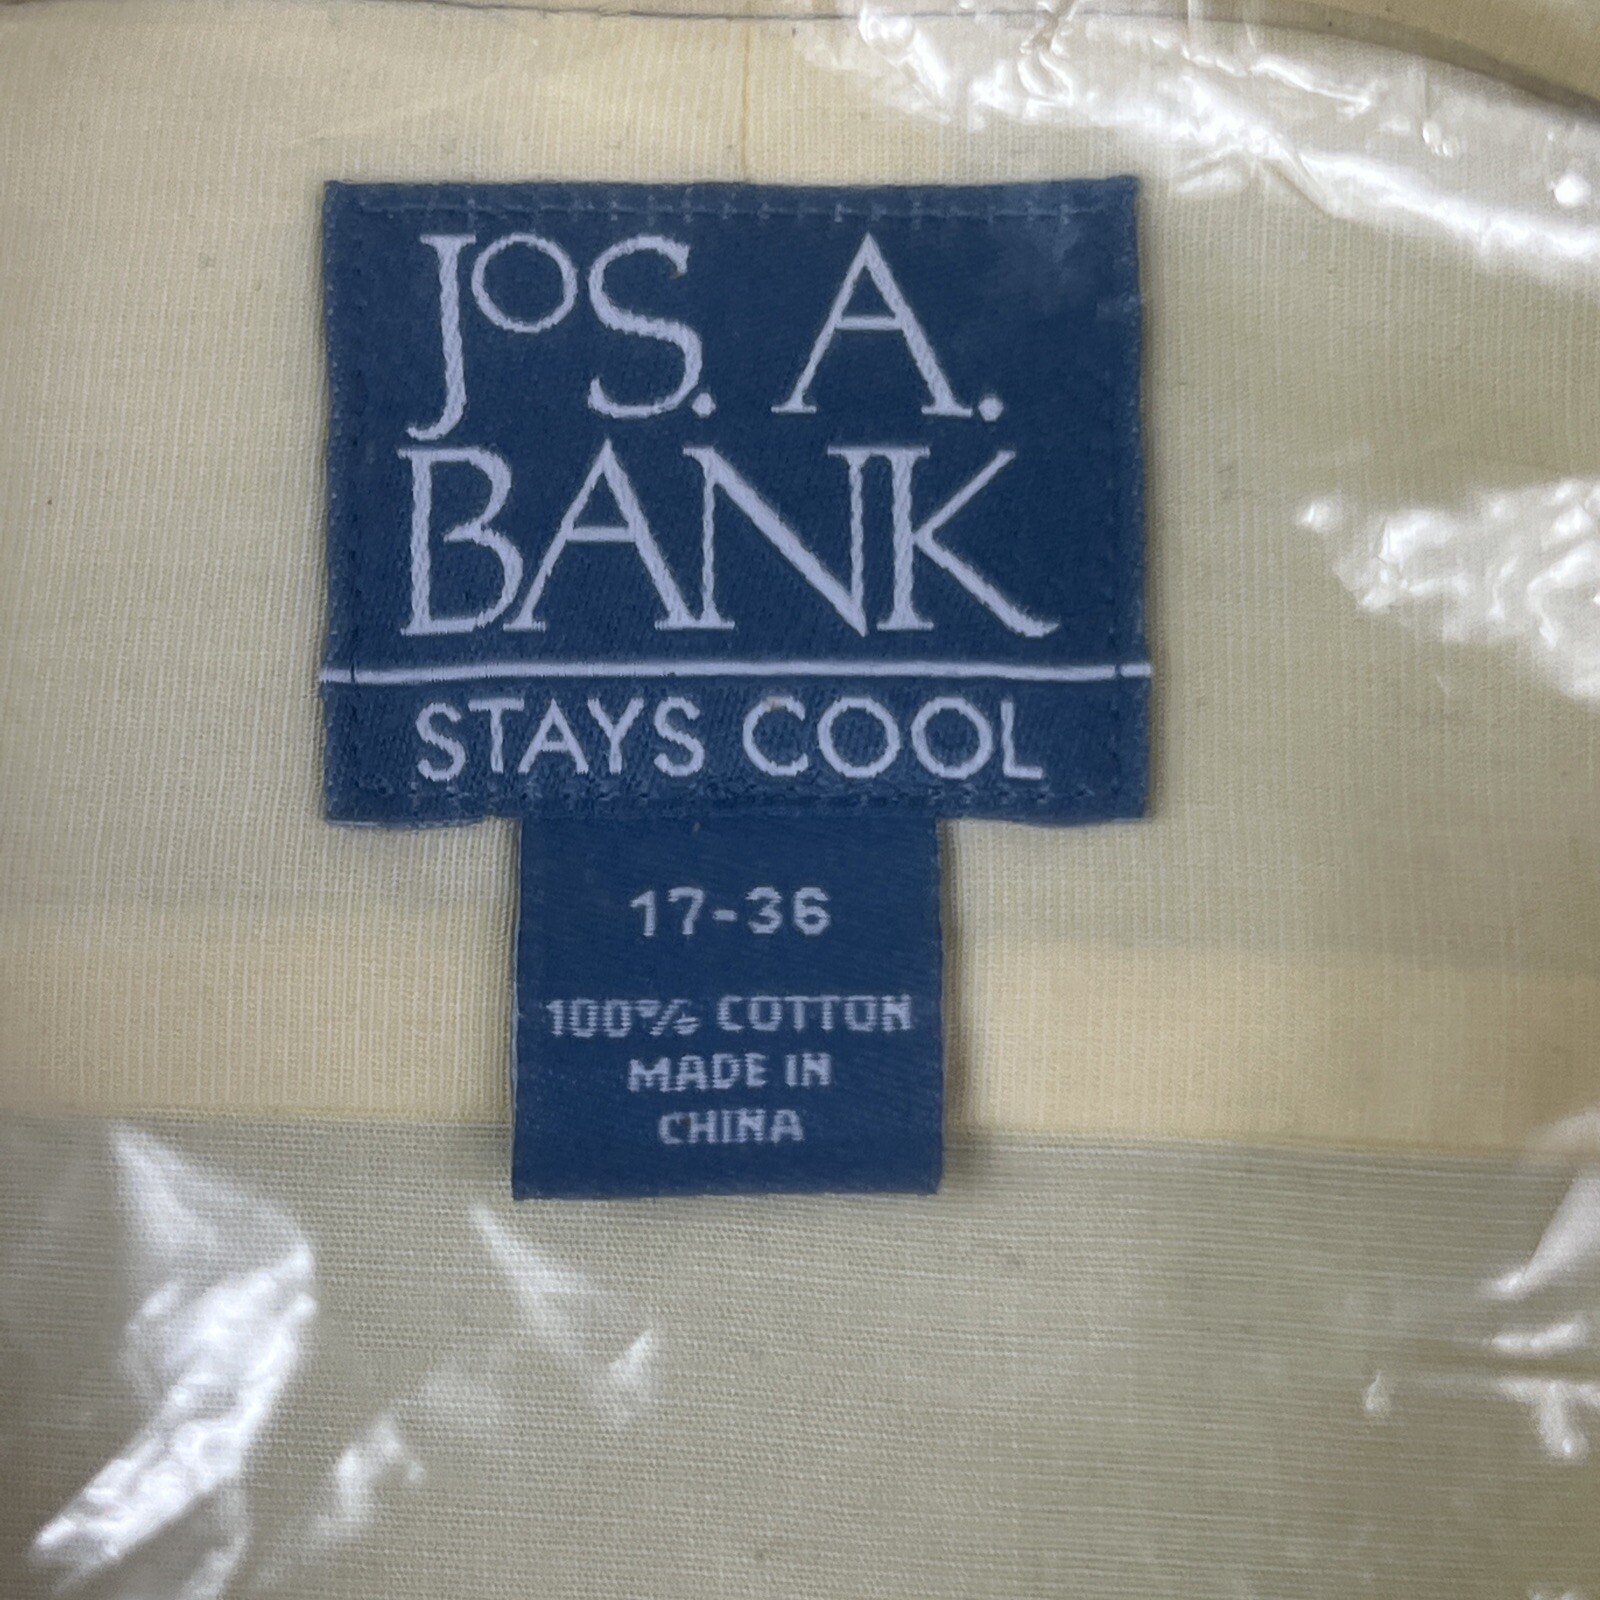 JOS. A.
BANK
STAYS COOL
17-36
100% COTTON
MADE IN
CHINA